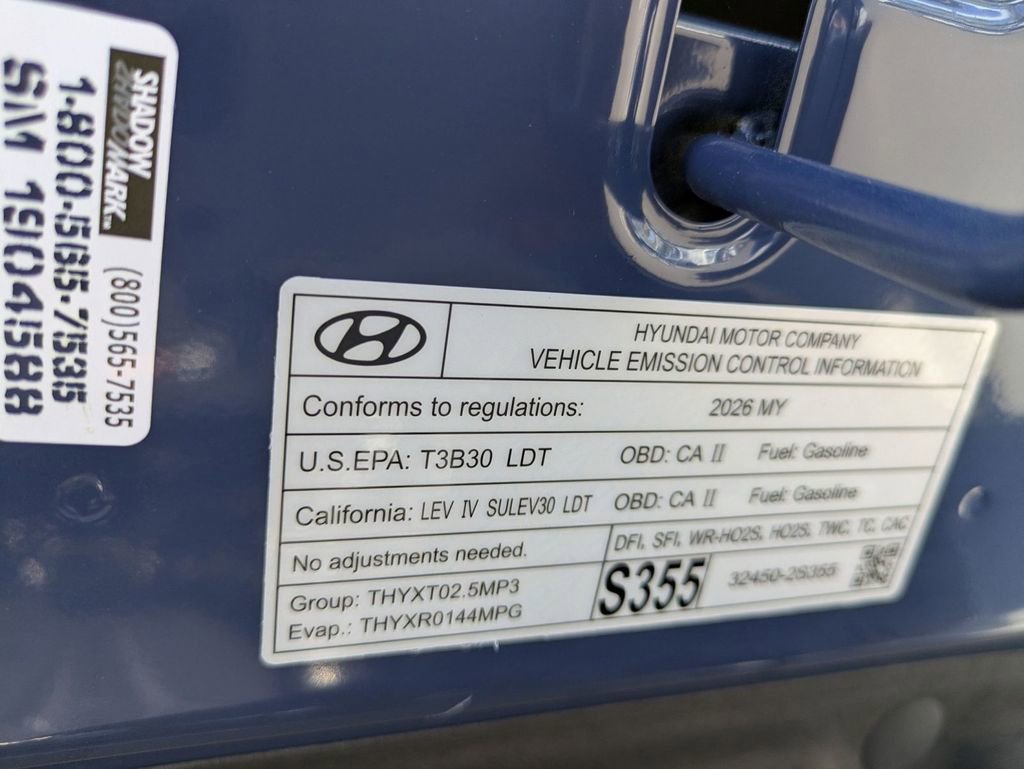 SHADOW
MARK™
1-800-565-7535
SM 1904588
(800)565-7535
HYUNDAI MOTOR COMPANY
VEHICLE EMISSION CONTROL INFORMATION
Conforms to regulations: 2026 MY
U.S.EPA: T3B30 LDT OBD: CA II Fuel: Gasoline
California: LEV IV SULEV30 LDT OBD: CA II Fuel: Gasoline
No adjustments needed.
DFI, SFI, WR-HO2S, HO2S, TWC, TC, CAC
Group: THYXT02.5MP3
Evap.: THYXR0144MPG
S355
32450-2S355